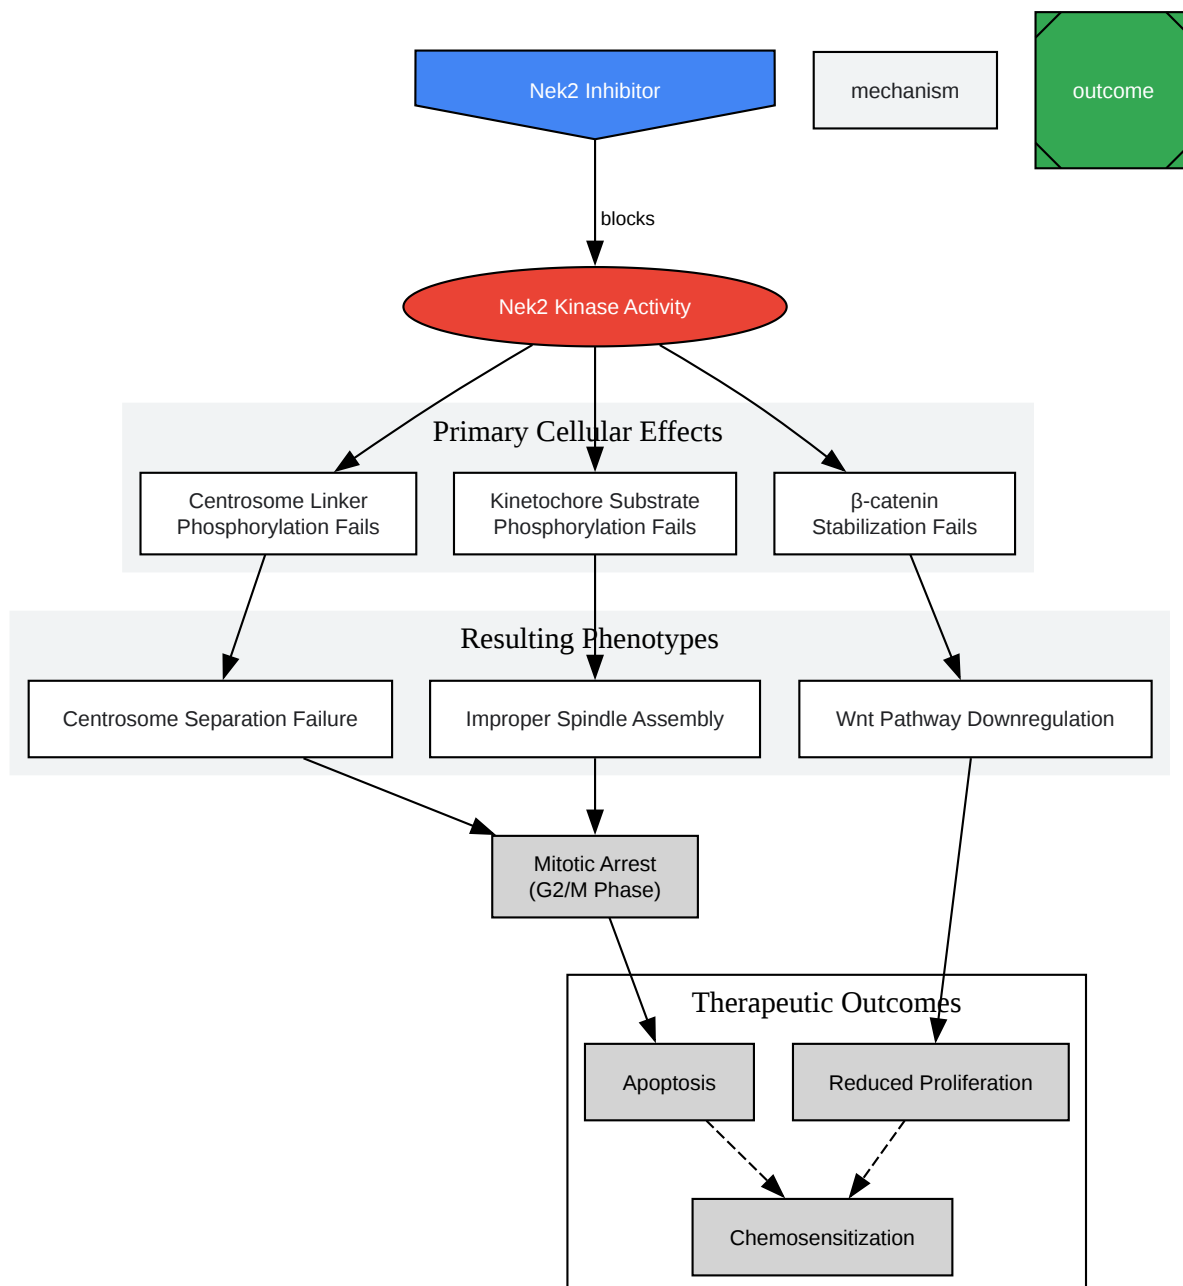 Nek2 Inhibitor
mechanism
outcome
blocks
Nek2 Kinase Activity
Primary Cellular Effects
Centrosome Linker
Phosphorylation Fails
Kinetochore Substrate
Phosphorylation Fails
β-catenin
Stabilization Fails
Resulting Phenotypes
Centrosome Separation Failure
Improper Spindle Assembly
Wnt Pathway Downregulation
Mitotic Arrest
(G2/M Phase)
Therapeutic Outcomes
Apoptosis
Reduced Proliferation
Chemosensitization